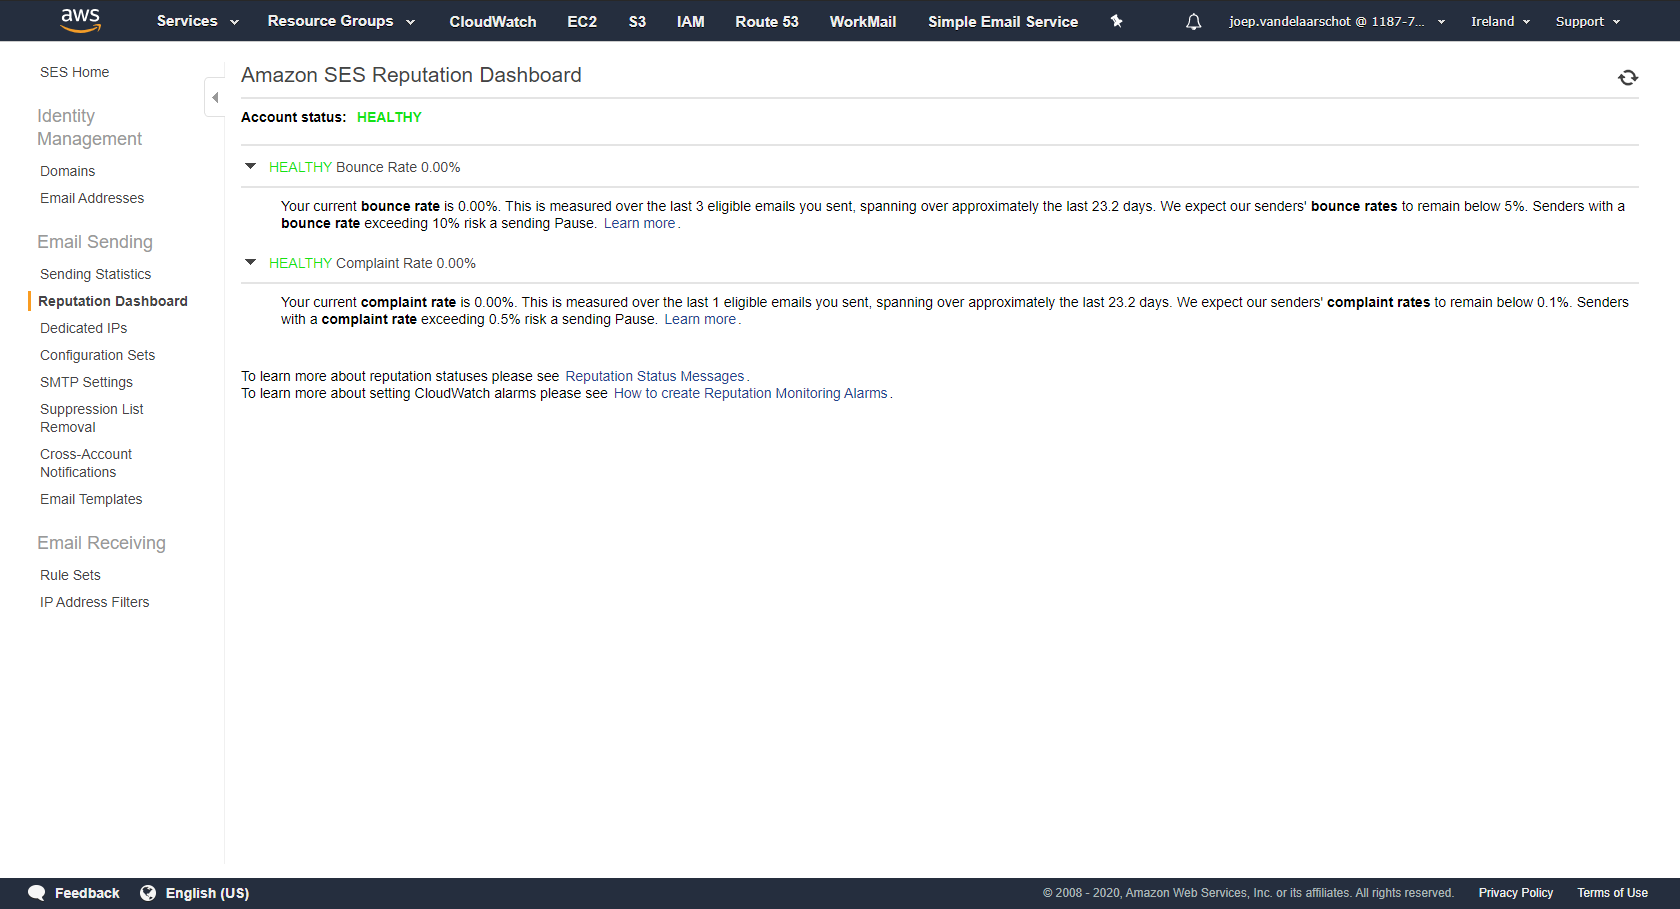 aws Services Resource Groups CloudWatch EC2 S3 IAM Route 53 WorkMail Simple Email Service joep.vandelaarschot @ 1187-7... Ireland Support
SES Home
Identity
Management
Domains
Email Addresses
Email Sending
Sending Statistics
Reputation Dashboard
Dedicated IPs
Configuration Sets
SMTP Settings
Suppression List
Removal
Cross-Account
Notifications
Email Templates
Email Receiving
Rule Sets
IP Address Filters
Amazon SES Reputation Dashboard
Account status: HEALTHY
HEALTHY Bounce Rate 0.00%
Your current bounce rate is 0.00%. This is measured over the last 3 eligible emails you sent, spanning over approximately the last 23.2 days. We expect our senders' bounce rates to remain below 5%. Senders with a
bounce rate exceeding 10% risk a sending Pause. Learn more.
HEALTHY Complaint Rate 0.00%
Your current complaint rate is 0.00%. This is measured over the last 1 eligible emails you sent, spanning over approximately the last 23.2 days. We expect our senders' complaint rates to remain below 0.1%. Senders
with a complaint rate exceeding 0.5% risk a sending Pause. Learn more.
To learn more about reputation statuses please see Reputation Status Messages.
To learn more about setting CloudWatch alarms please see How to create Reputation Monitoring Alarms.
Feedback English (US) © 2008 - 2020, Amazon Web Services, Inc. or its affiliates. All rights reserved. Privacy Policy Terms of Use